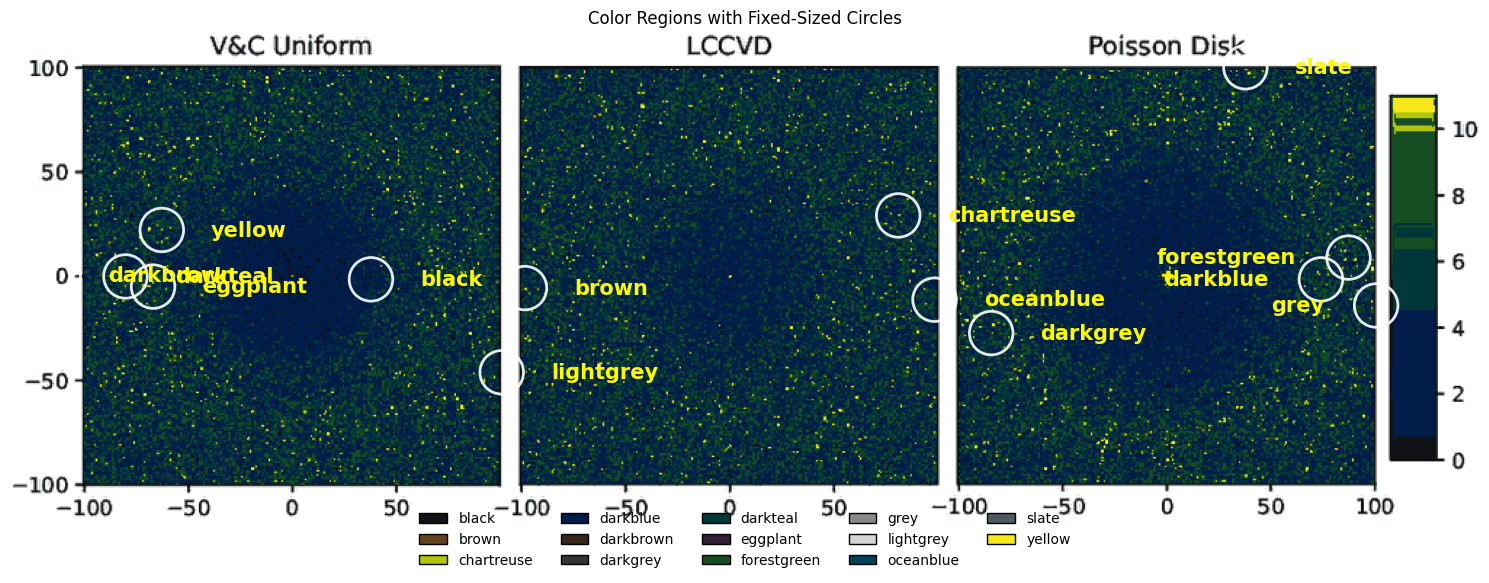 Color Regions with Fixed-Sized Circles
V&C Uniform
LCCVD
Poisson Disk
100
50
0
−50
−100
−100
−50
0
50
−100
−50
0
50
−100
−50
0
50
100
10
8
6
4
2
0
slate
yellow
chartreuse
forestgreen
darkbrown
darkteal
eggplant
black
brown
darkblue
oceanblue
grey
darkgrey
lightgrey
black
darkblue
darkteal
grey
slate
brown
darkbrown
eggplant
lightgrey
yellow
chartreuse
darkgrey
forestgreen
oceanblue